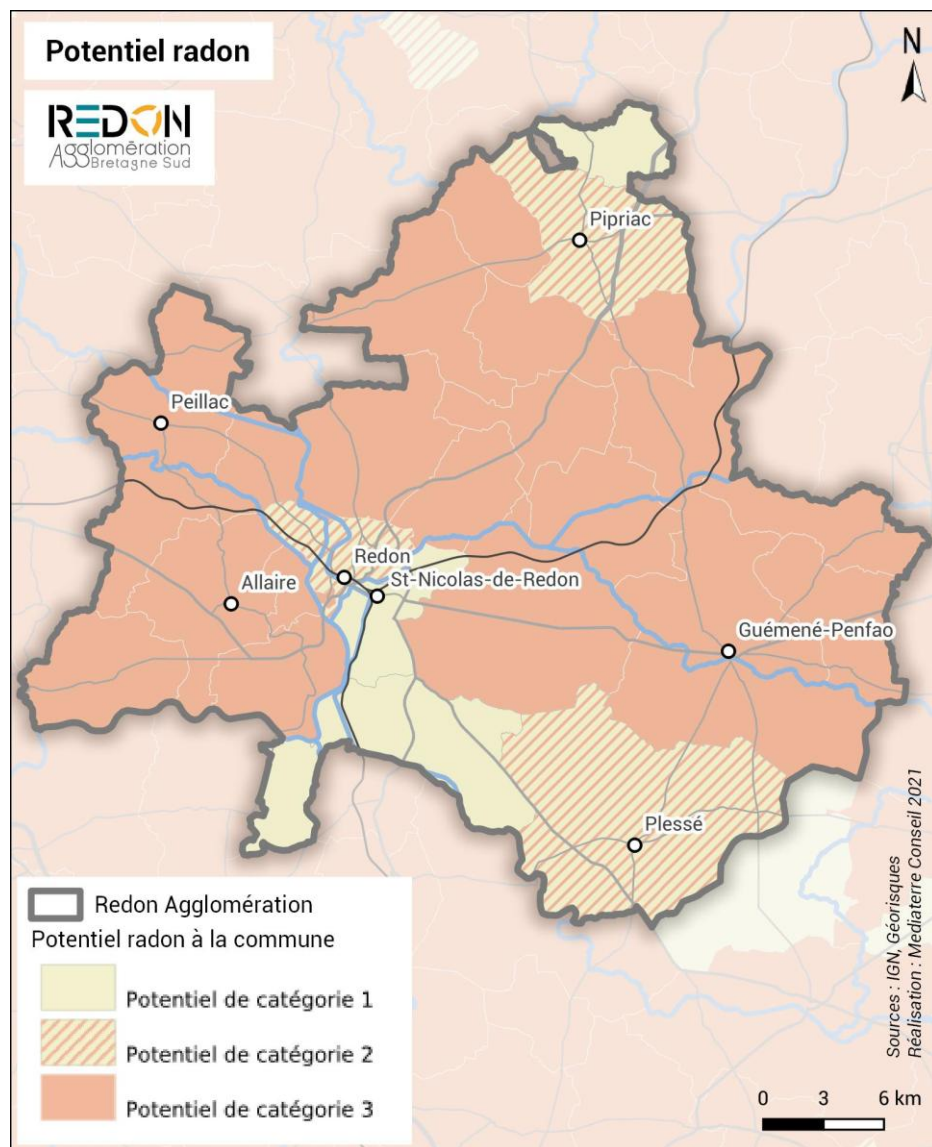 Potentiel radon
REDON
Agglomération
Bretagne Sud
N
Pipriac
Peillac
Redon
St-Nicolas-de-Redon
Allaire
Guémené-Penfao
Plessé
Redon Agglomération
Potentiel radon à la commune
Potentiel de catégorie 1
Potentiel de catégorie 2
Potentiel de catégorie 3
Sources : IGN, Géorisques
Réalisation : Mediaterre Conseil 2021
0 3 6 km